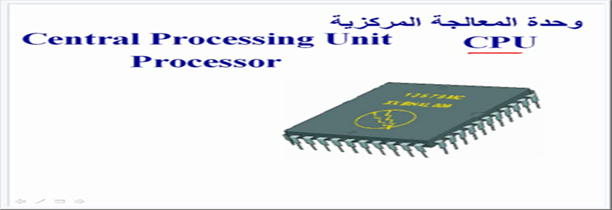 وحدة المعالجة المركزية
Central Processing Unit CPU
Processor